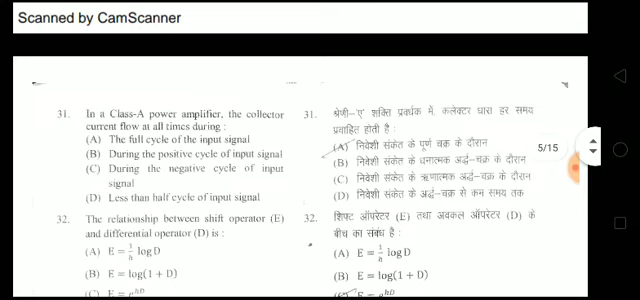 Scanned by CamScanner
31. In a Class-A power amplifier, the collector
current flow at all times during :
(A) The full cycle of the input signal
(B) During the positive cycle of input signal
(C) During the negative cycle of input
signal
(D) Less than half cycle of input signal
32. The relationship between shift operator (E)
and differential operator (D) is :
(A) E = 1/h log D
(B) E = log(1 + D)
(C) E = e^hD
31. श्रेणी-'ए' शक्ति प्रवर्धक में, कलेक्टर धारा हर समय
प्रवाहित होती है :
(A) निवेशी संकेत के पूर्ण चक्र के दौरान
(B) निवेशी संकेत के धनात्मक अर्द्ध-चक्र के दौरान
(C) निवेशी संकेत के ऋणात्मक अर्द्ध-चक्र के दौरान
(D) निवेशी संकेत के अर्द्ध-चक्र से कम समय तक
32. शिफ्ट ऑपरेटर (E) तथा अवकल ऑपरेटर (D) के
बीच का संबंध है :
(A) E = 1/h log D
(B) E = log(1 + D)
E = e^hD
5/15